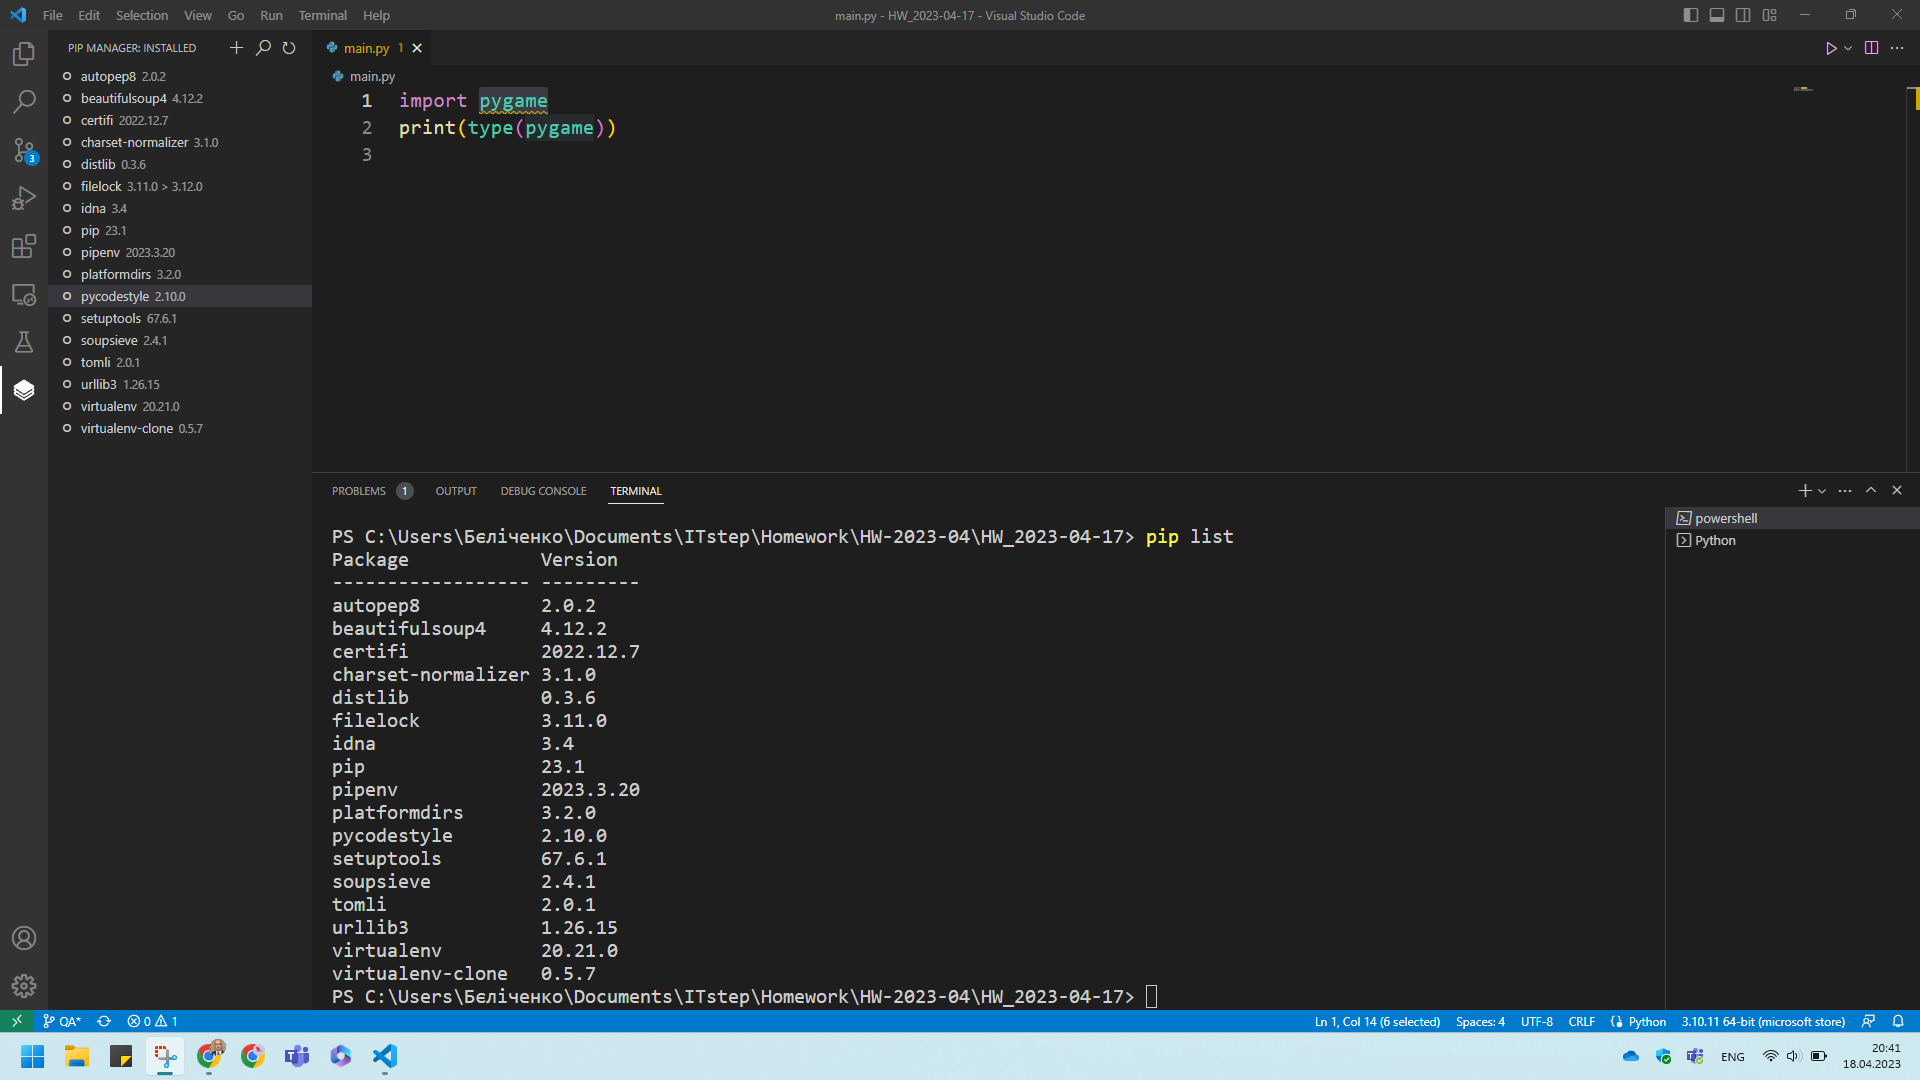 File Edit Selection View Go Run Terminal Help
main.py - HW_2023-04-17 - Visual Studio Code
PIP MANAGER: INSTALLED
autopep8 2.0.2
beautifulsoup4 4.12.2
certifi 2022.12.7
charset-normalizer 3.1.0
distlib 0.3.6
filelock 3.11.0 > 3.12.0
idna 3.4
pip 23.1
pipenv 2023.3.20
platformdirs 3.2.0
pycodestyle 2.10.0
setuptools 67.6.1
soupsieve 2.4.1
tomli 2.0.1
urllib3 1.26.15
virtualenv 20.21.0
virtualenv-clone 0.5.7
3
main.py 1
main.py
1 import pygame
2 print(type(pygame))
3
PROBLEMS 1 OUTPUT DEBUG CONSOLE TERMINAL
PS C:\Users\Бєліченко\Documents\ITstep\Homework\HW-2023-04\HW_2023-04-17> pip list
Package Version
------------------ ---------
autopep8 2.0.2
beautifulsoup4 4.12.2
certifi 2022.12.7
charset-normalizer 3.1.0
distlib 0.3.6
filelock 3.11.0
idna 3.4
pip 23.1
pipenv 2023.3.20
platformdirs 3.2.0
pycodestyle 2.10.0
setuptools 67.6.1
soupsieve 2.4.1
tomli 2.0.1
urllib3 1.26.15
virtualenv 20.21.0
virtualenv-clone 0.5.7
PS C:\Users\Бєліченко\Documents\ITstep\Homework\HW-2023-04\HW_2023-04-17>
powershell
Python
QA* 0 1
Ln 1, Col 14 (6 selected) Spaces: 4 UTF-8 CRLF Python 3.10.11 64-bit (microsoft store)
ENG
20:41
18.04.2023